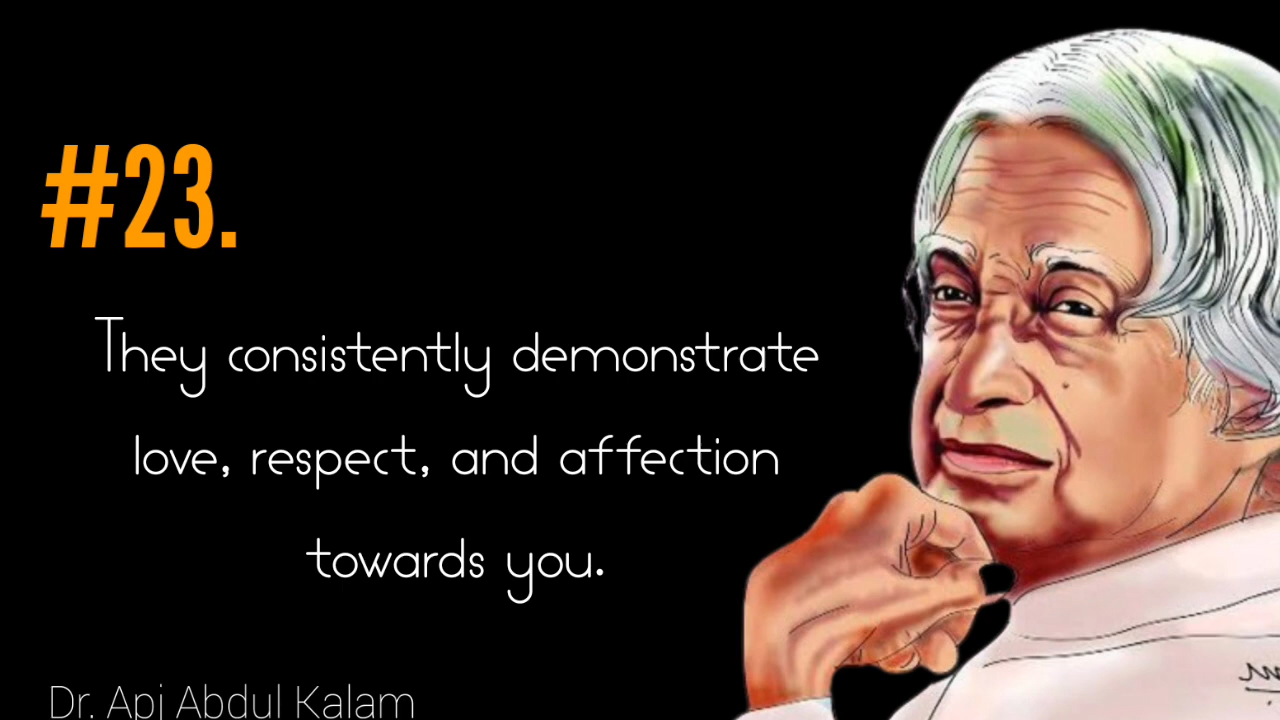 #23.
They consistently demonstrate
love, respect, and affection
towards you.
Dr. Apj Abdul Kalam